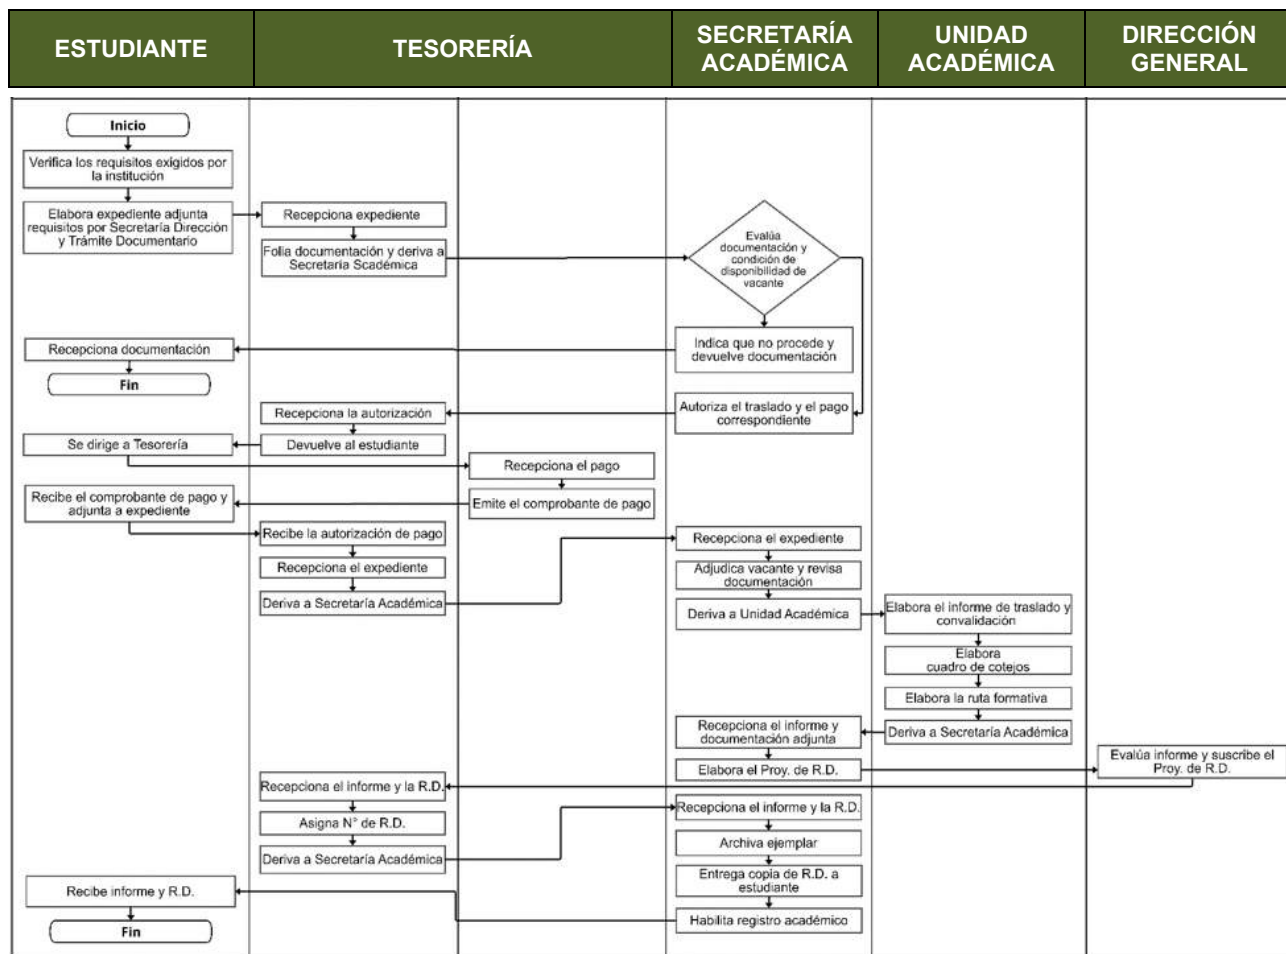 ESTUDIANTE
TESORERÍA
SECRETARÍA
ACADÉMICA
UNIDAD
ACADÉMICA
DIRECCIÓN
GENERAL
Inicio
Verifica los requisitos exigidos por
la institución
Elabora expediente adjunta
requisitos por Secretaría Dirección
y Trámite Documentario
Recepciona expediente
Folia documentación y deriva a
Secretaría Scadémica
Evalúa
documentación y
condición de
disponibilidad de
vacante
Indica que no procede y
devuelve documentación
Recepciona documentación
Fin
Autoriza el traslado y el pago
correspondiente
Recepciona la autorización
Devuelve al estudiante
Se dirige a Tesorería
Recepciona el pago
Emite el comprobante de pago
Recibe el comprobante de pago y
adjunta a expediente
Recibe la autorización de pago
Recepciona el expediente
Deriva a Secretaría Académica
Recepciona el expediente
Adjudica vacante y revisa
documentación
Deriva a Unidad Académica
Elabora el informe de traslado y
convalidación
Elabora
cuadro de cotejos
Elabora la ruta formativa
Deriva a Secretaría Académica
Recepciona el informe y
documentación adjunta
Elabora el Proy. de R.D.
Evalúa informe y suscribe el
Proy. de R.D.
Recepciona el informe y la R.D.
Asigna N° de R.D.
Deriva a Secretaría Académica
Recepciona el informe y la R.D.
Archiva ejemplar
Entrega copia de R.D. a
estudiante
Habilita registro académico
Recibe informe y R.D.
Fin